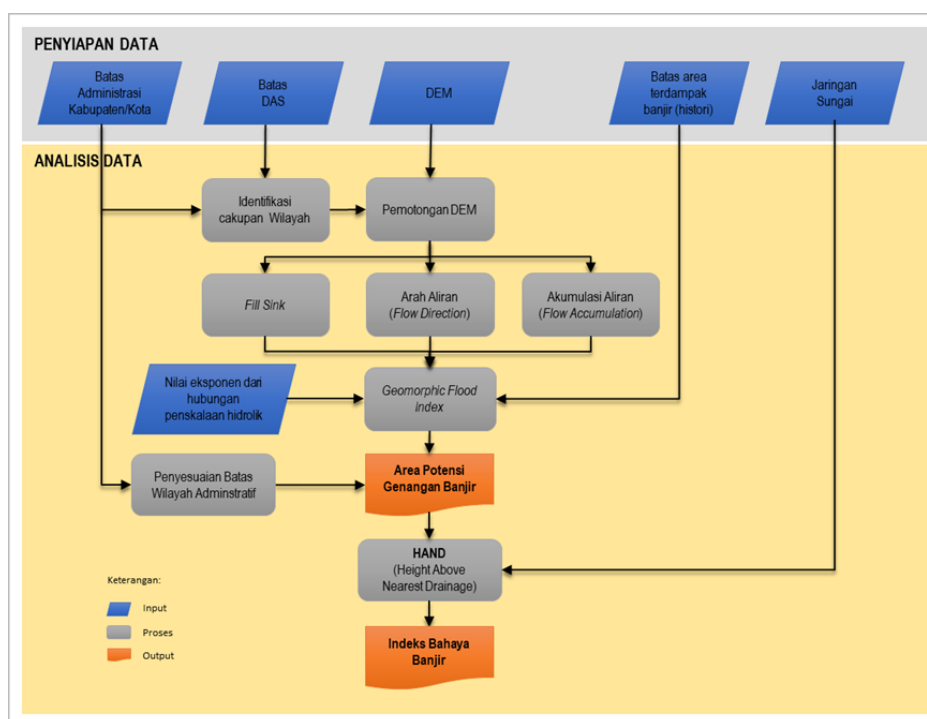 PENYIAPAN DATA
Batas
Administrasi
Kabupaten/Kota
Batas
DAS
DEM
Batas area
terdampak
banjir (histori)
Jaringan
Sungai
ANALISIS DATA
Identifikasi
cakupan Wilayah
Pemotongan DEM
Fill Sink
Arah Aliran
(Flow Direction)
Akumulasi Aliran
(Flow Accumulation)
Nilai eksponen dari
hubungan
penskalaan hidrolik
Geomorphic Flood
Index
Penyesuaian Batas
Wilayah Adminstratif
Area Potensi
Genangan Banjir
HAND
(Height Above
Nearest Drainage)
Indeks Bahaya
Banjir
Keterangan:
Input
Proses
Output